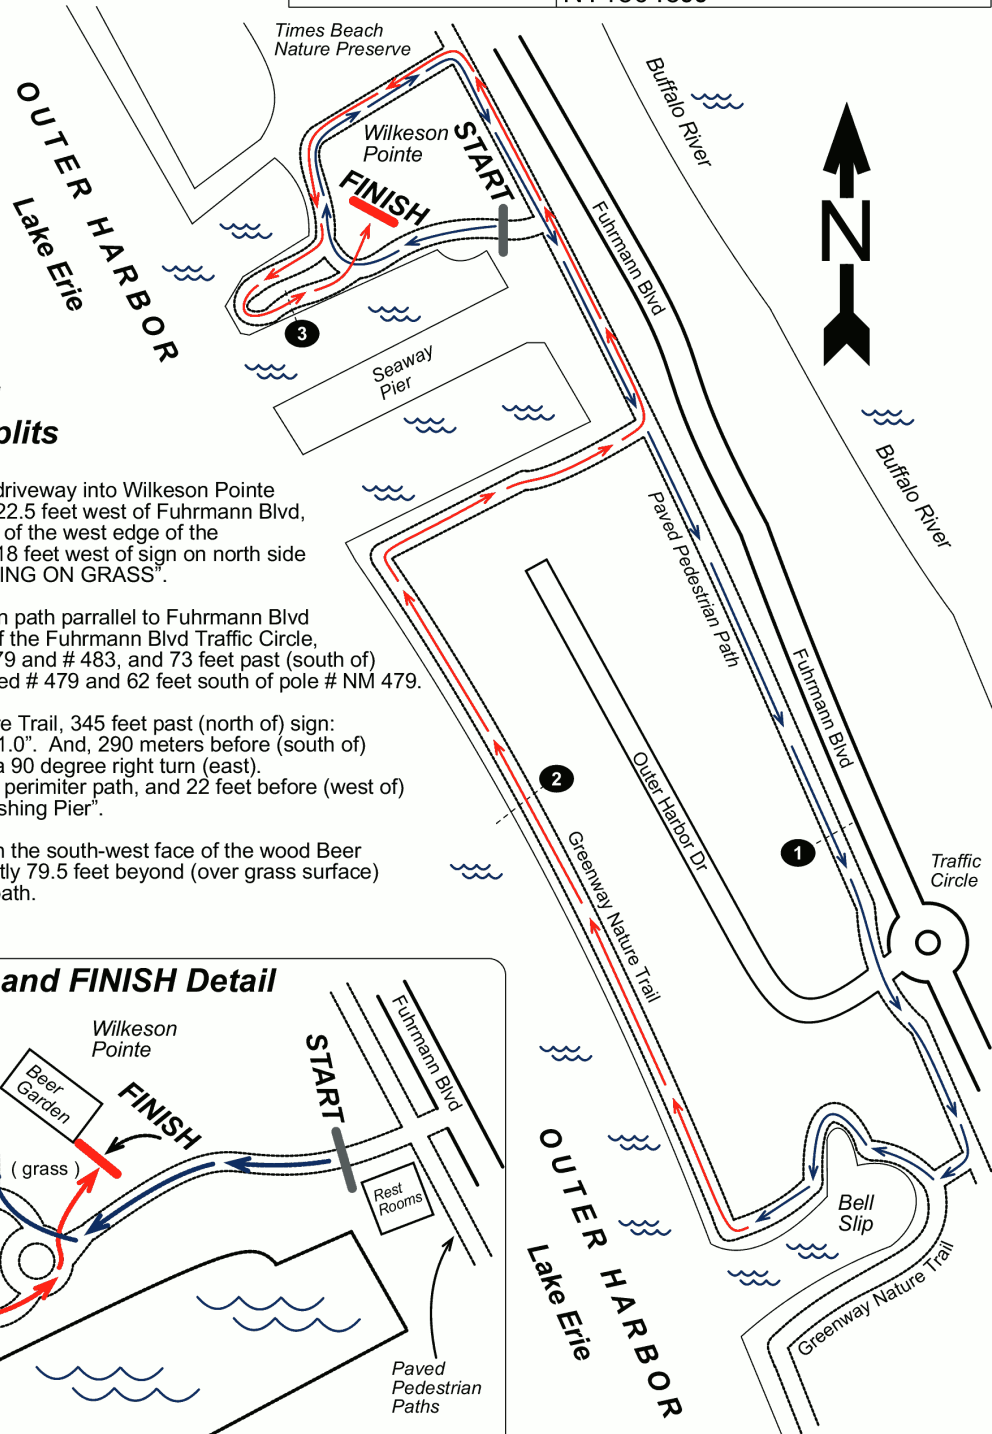 Times Beach
Nature Preserve
OUTER HARBOR
Lake Erie
Wilkeson
Pointe
START
FINISH
Buffalo River
N
Fuhrmann Blvd
3
Seaway
Pier
plits
driveway into Wilkeson Pointe
22.5 feet west of Fuhrmann Blvd,
of the west edge of the
18 feet west of sign on north side
ING ON GRASS”.
n path parrallel to Fuhrmann Blvd
f the Fuhrmann Blvd Traffic Circle,
79 and # 483, and 73 feet past (south of)
ed # 479 and 62 feet south of pole # NM 479.
re Trail, 345 feet past (north of) sign:
1.0”. And, 290 meters before (south of)
a 90 degree right turn (east).
perimiter path, and 22 feet before (west of)
shing Pier”.
n the south-west face of the wood Beer
tly 79.5 feet beyond (over grass surface)
path.
Buffalo River
Paved Pedestrian Path
Fuhrmann Blvd
Outer Harbor Dr
2
1
Greenway Nature Trail
Traffic
Circle
Bell
Slip
Greenway Nature Trail
OUTER HARBOR
Lake Erie
and FINISH Detail
Wilkeson
Pointe
Beer
Garden
FINISH
START
Fuhrmann Blvd
( grass )
Rest
Rooms
Paved
Pedestrian
Paths